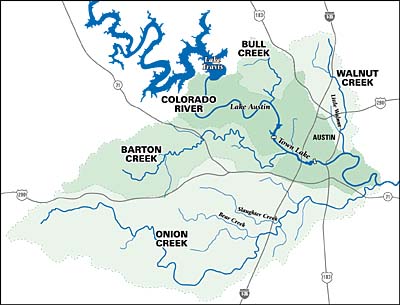 183
35
BULL
CREEK
Lake
Travis
WALNUT
CREEK
71
COLORADO
RIVER
Lake Austin
Little Walnut
290
AUSTIN
Town Lake
BARTON
CREEK
290
71
Slaughter Creek
Bear Creek
ONION
CREEK
183
35